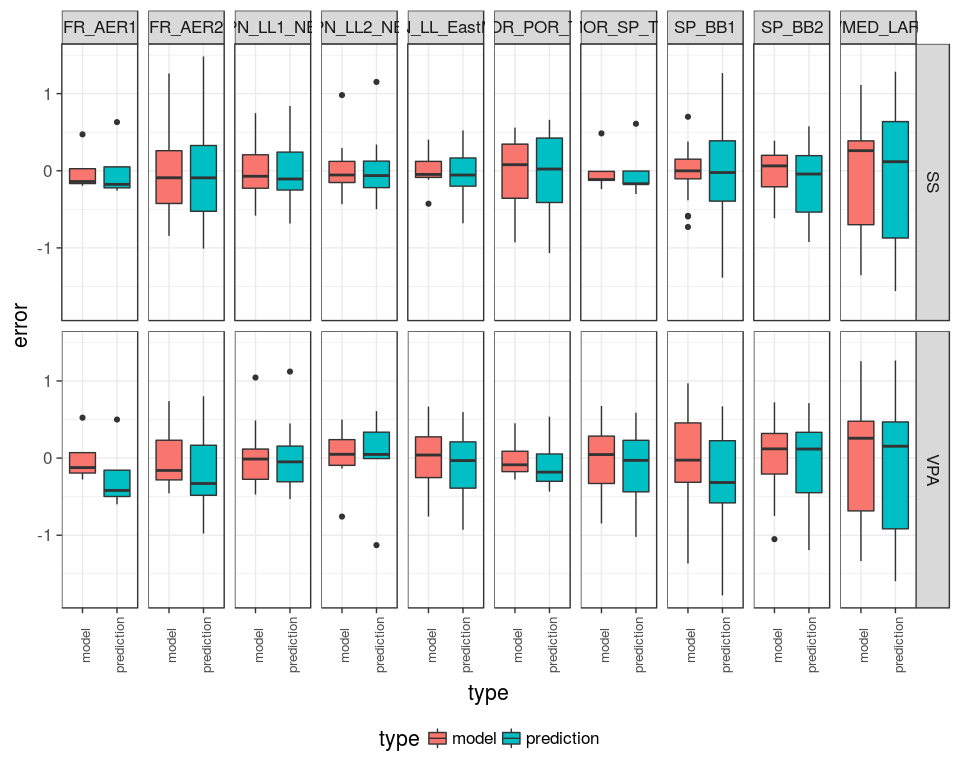 FR_AER1 FR_AER2 PN_LL1_NE PN_LL2_NE N_LL_East OR_POR_ OR_SP_T SP_BB1 SP_BB2 MED_LAR
1
0
-1
SS
error
1
0
-1
VPA
model prediction model prediction model prediction model prediction model prediction model prediction model prediction model prediction model prediction model prediction
type
type model prediction